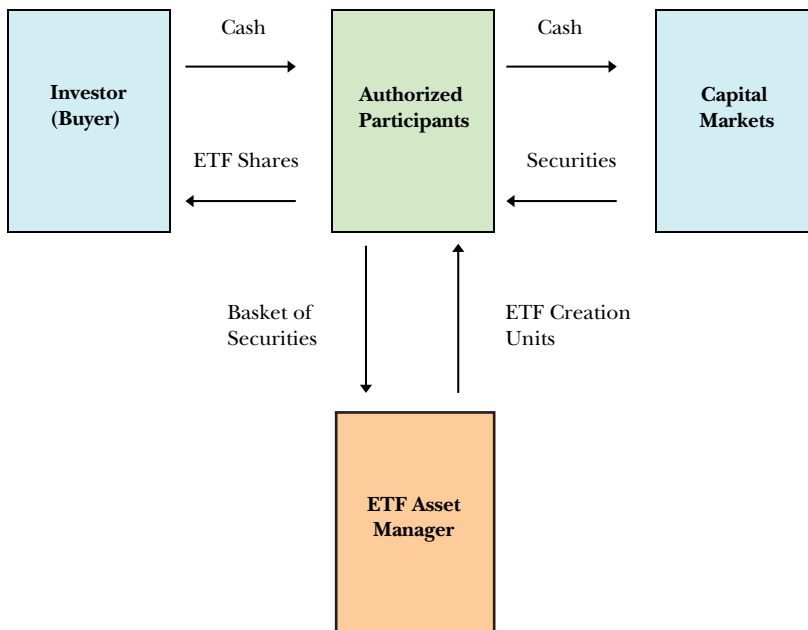 Cash
Cash
Investor
(Buyer)
Authorized
Participants
Capital
Markets
ETF Shares
Securities
Basket of
Securities
ETF Creation
Units
ETF Asset
Manager